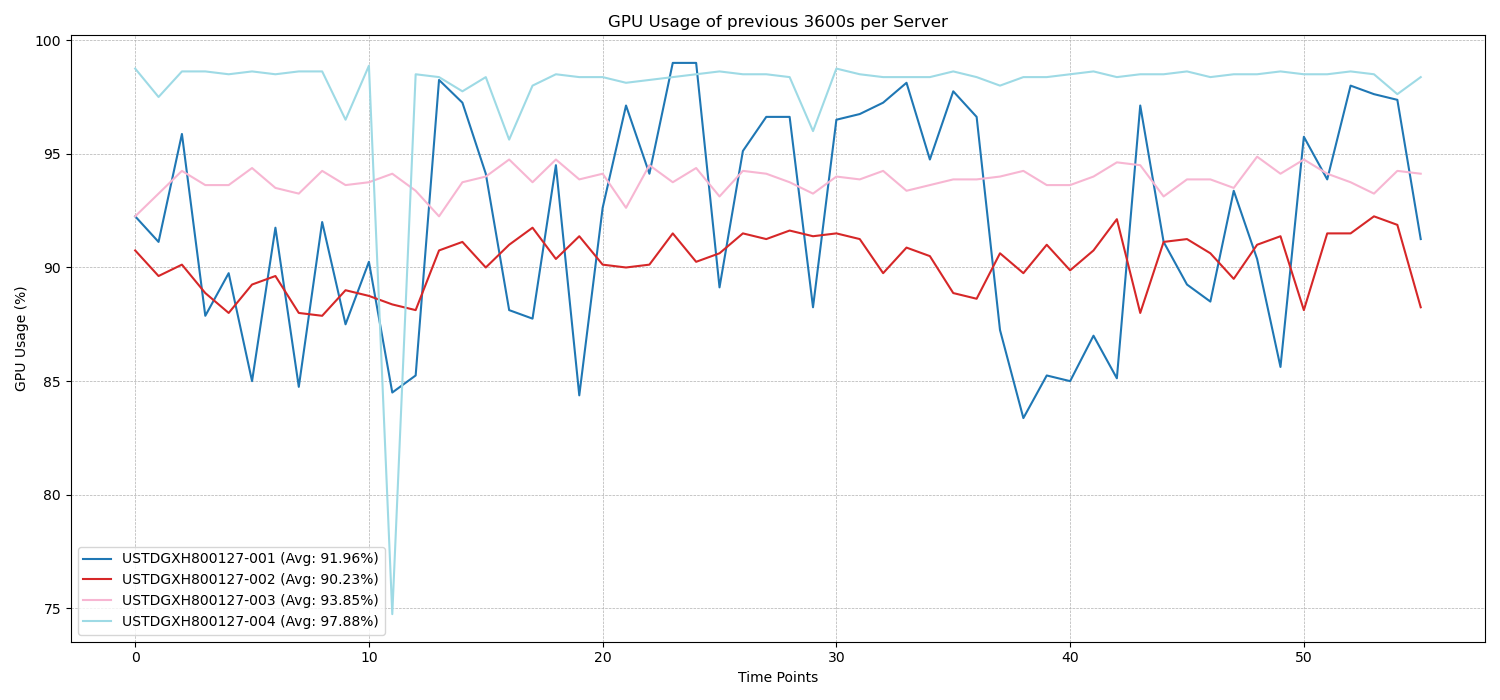 GPU Usage of previous 3600s per Server
GPU Usage (%)
100
95
90
85
80
75
USTDGXH800127-001 (Avg: 91.96%)
USTDGXH800127-002 (Avg: 90.23%)
USTDGXH800127-003 (Avg: 93.85%)
USTDGXH800127-004 (Avg: 97.88%)
0 10 20 30 40 50
Time Points